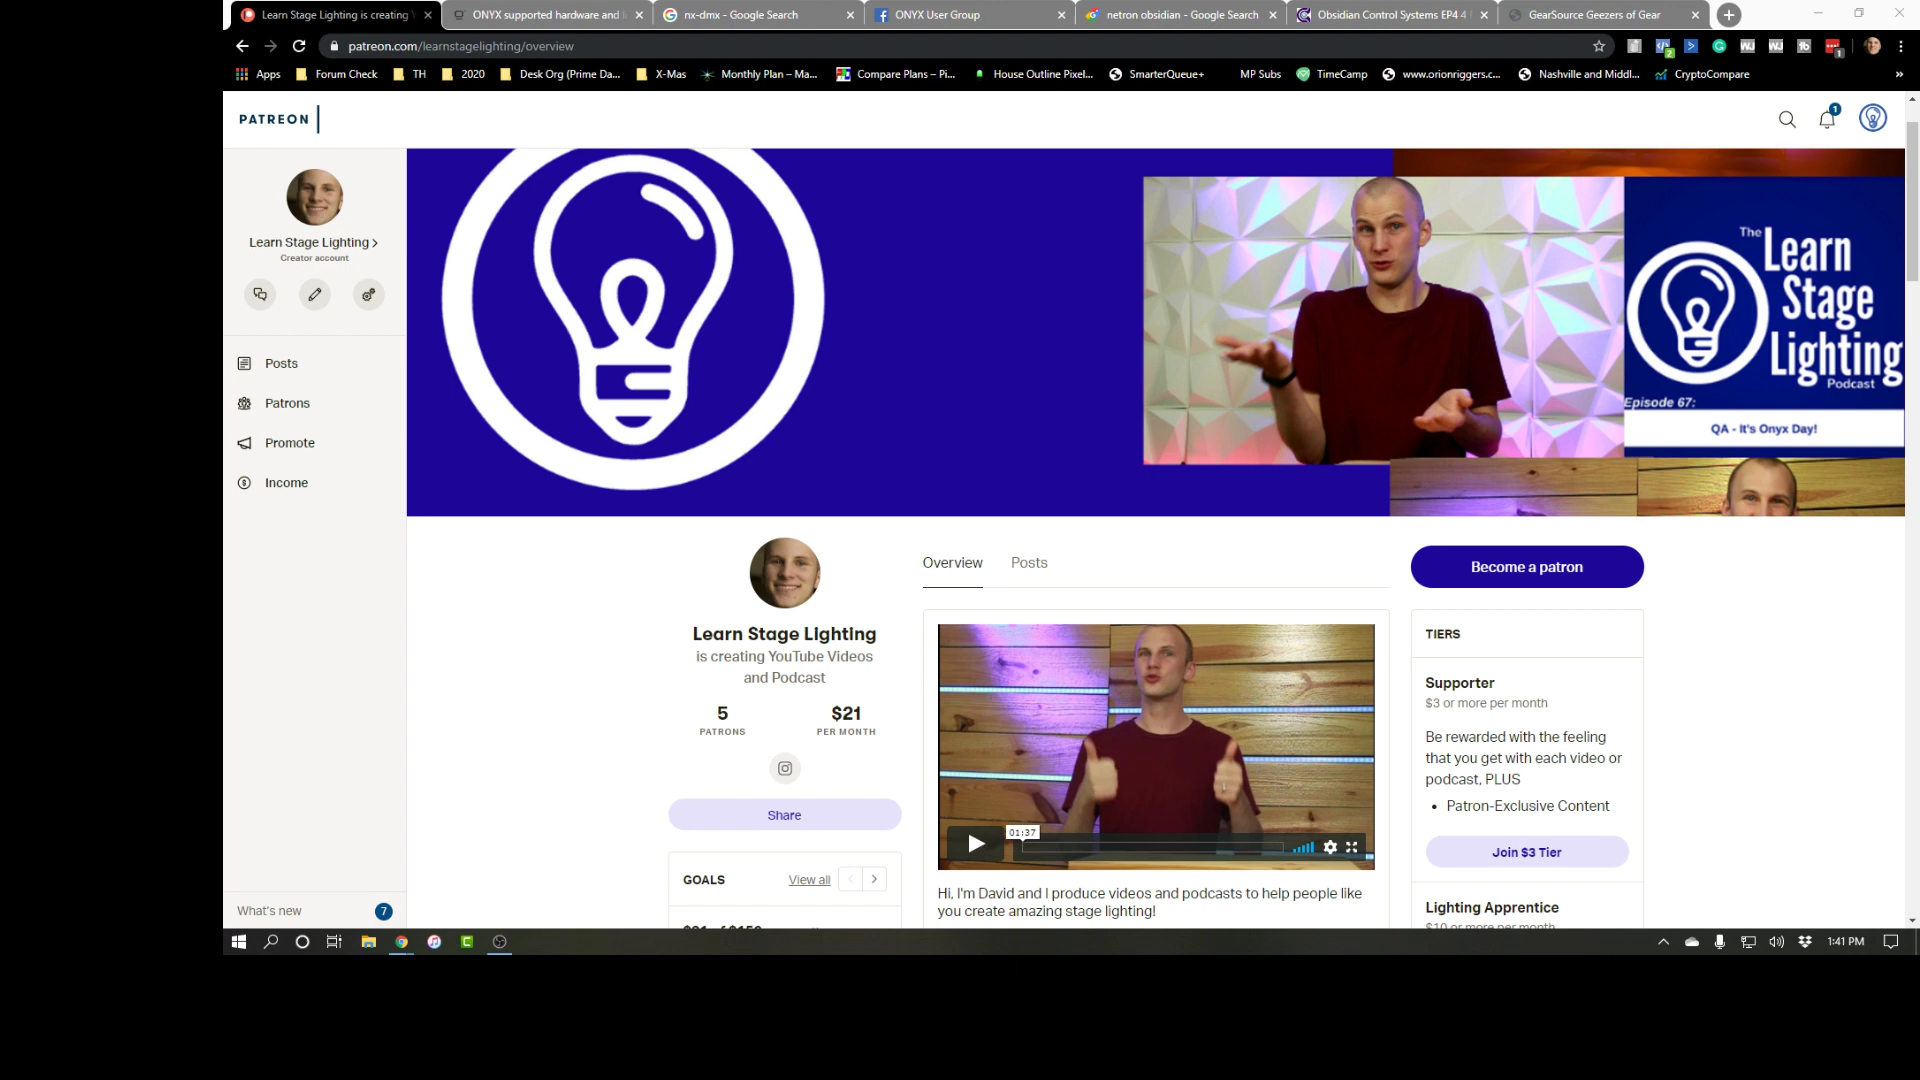 Learn Stage Lighting is creating
ONYX supported hardware and
nx-dmx - Google Search
ONYX User Group
netron obsidian - Google Search
Obsidian Control Systems EP4 4
GearSource Geezers of Gear
patreon.com/learnstagelighting/overview
Apps
Forum Check
TH
2020
Desk Org (Prime Da...
X-Mas
Monthly Plan – Ma...
Compare Plans – Pi...
House Outline Pixel...
SmarterQueue+
MP Subs
TimeCamp
www.orionriggers.c...
Nashville and Middl...
CryptoCompare
»
PATREON
1
Learn Stage Lighting >
Creator account
Posts
Patrons
Promote
Income
What's new
7
The Learn
Stage
Lighting
Podcast
Episode 67:
QA - It's Onyx Day!
Learn Stage Lighting
is creating YouTube Videos
and Podcast
5
PATRONS
$21
PER MONTH
Share
GOALS
View all
Overview
Posts
01:37
Hi, I'm David and I produce videos and podcasts to help people like
you create amazing stage lighting!
Become a patron
TIERS
Supporter
$3 or more per month
Be rewarded with the feeling
that you get with each video or
podcast, PLUS
• Patron-Exclusive Content
Join $3 Tier
Lighting Apprentice
$10 or more per month
1:41 PM